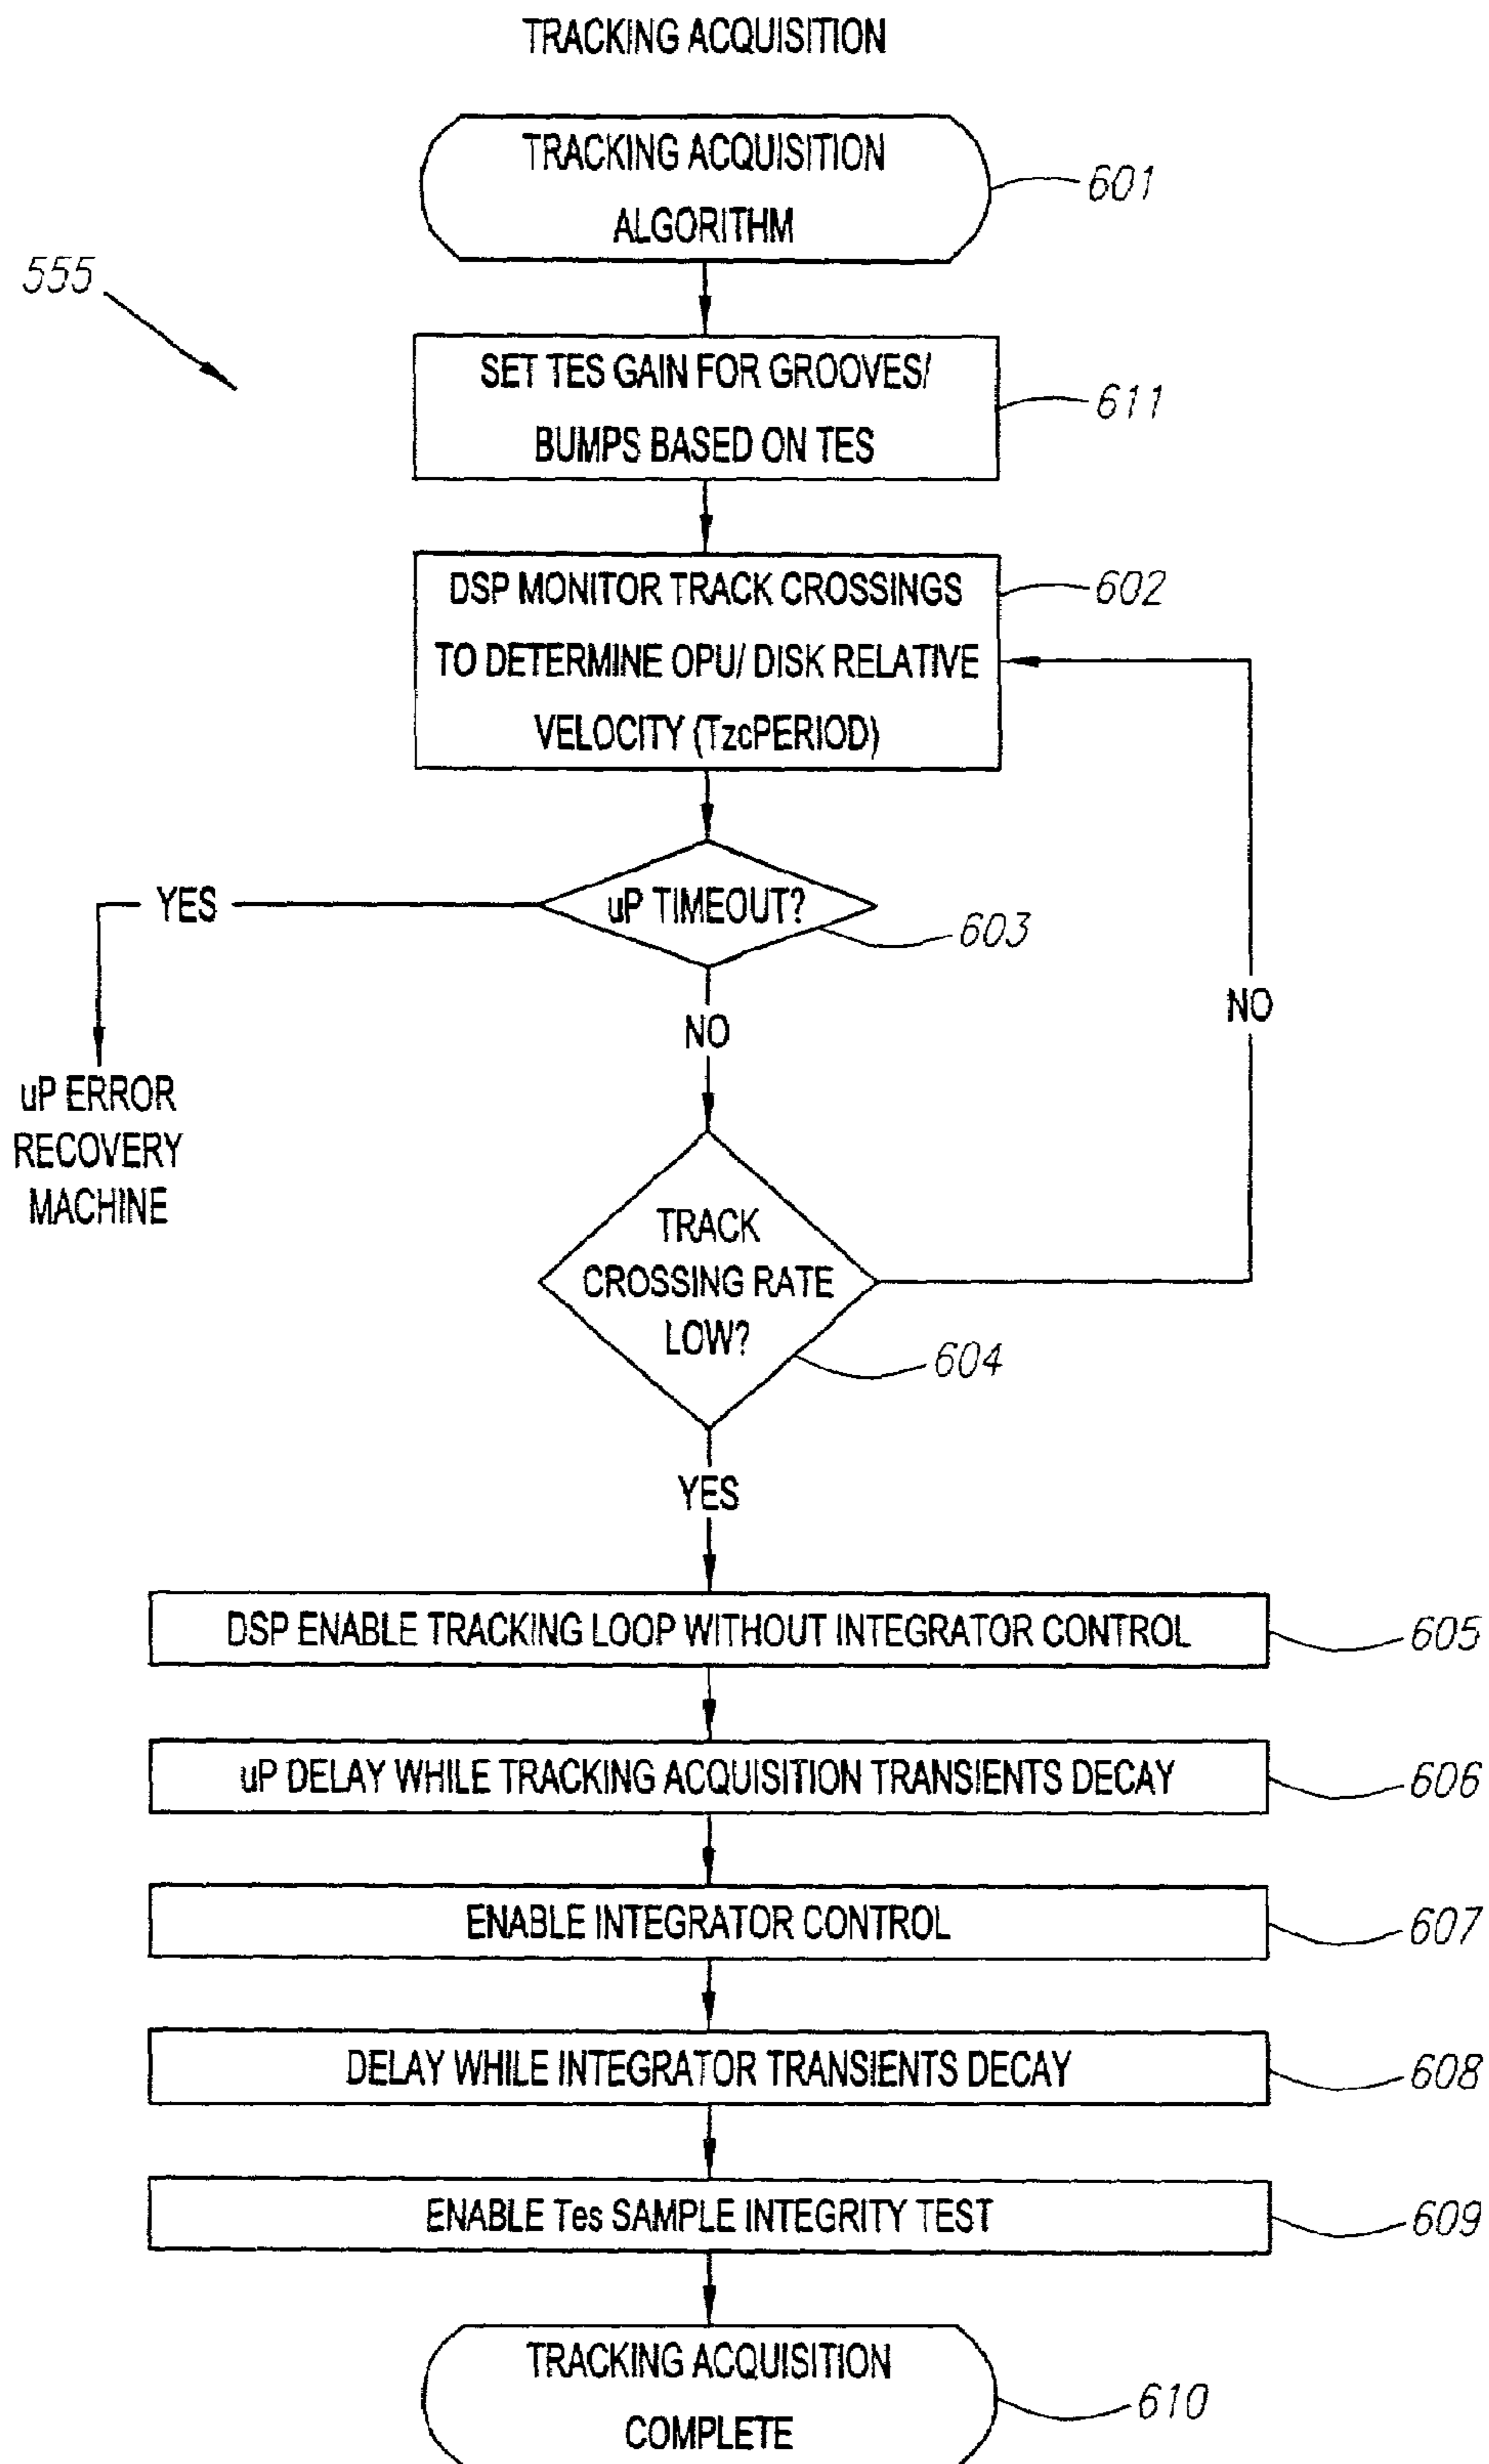 TRACKING ACQUISITION
TRACKING ACQUISITION
ALGORITHM
601
555
SET TES GAIN FOR GROOVES/
BUMPS BASED ON TES
611
DSP MONITOR TRACK CROSSINGS
TO DETERMINE OPU/ DISK RELATIVE
VELOCITY (TzcPERIOD)
602
YES
uP TIMEOUT?
603
NO
NO
uP ERROR
RECOVERY
MACHINE
TRACK
CROSSING RATE
LOW?
604
YES
DSP ENABLE TRACKING LOOP WITHOUT INTEGRATOR CONTROL
605
uP DELAY WHILE TRACKING ACQUISITION TRANSIENTS DECAY
606
ENABLE INTEGRATOR CONTROL
607
DELAY WHILE INTEGRATOR TRANSIENTS DECAY
608
ENABLE Tes SAMPLE INTEGRITY TEST
609
TRACKING ACQUISITION
COMPLETE
610